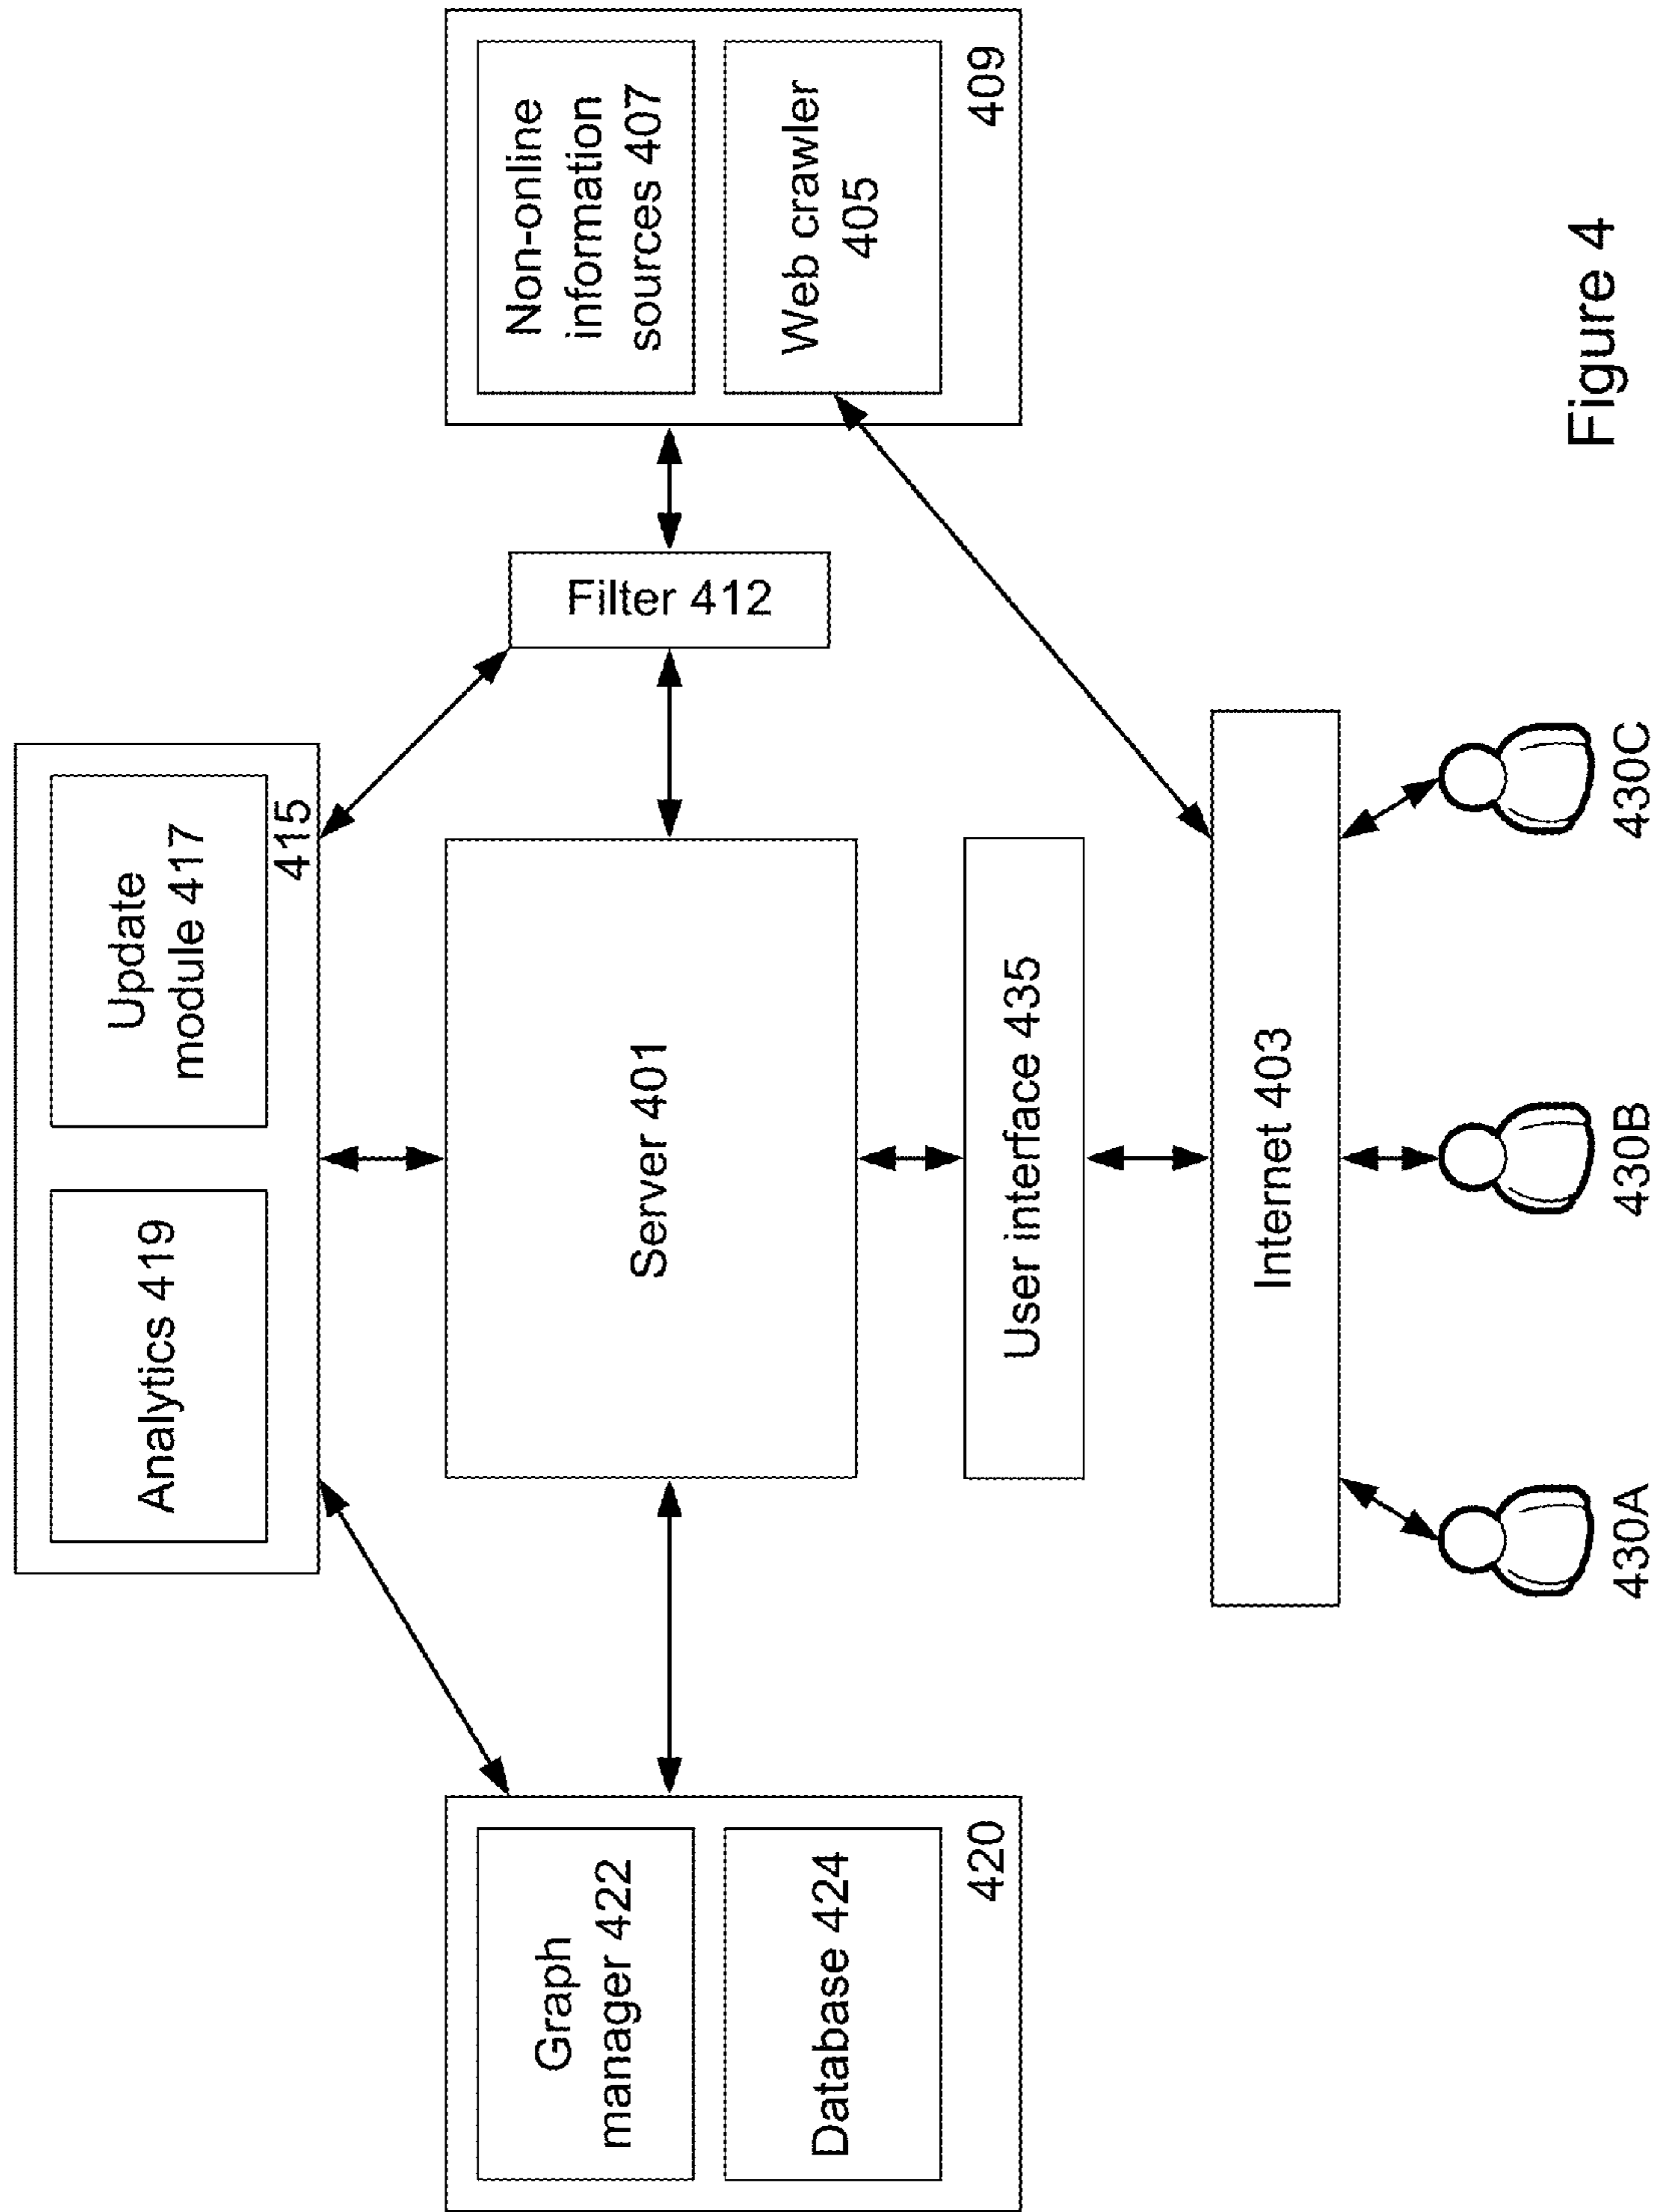 Analytics 419
Update
module 417
415
Graph
manager 422
Database 424
420
Server 401
Filter 412
Non-online
information
sources 407
Web crawler
405
409
User interface 435
Internet 403
430A
430B
430C
Figure 4